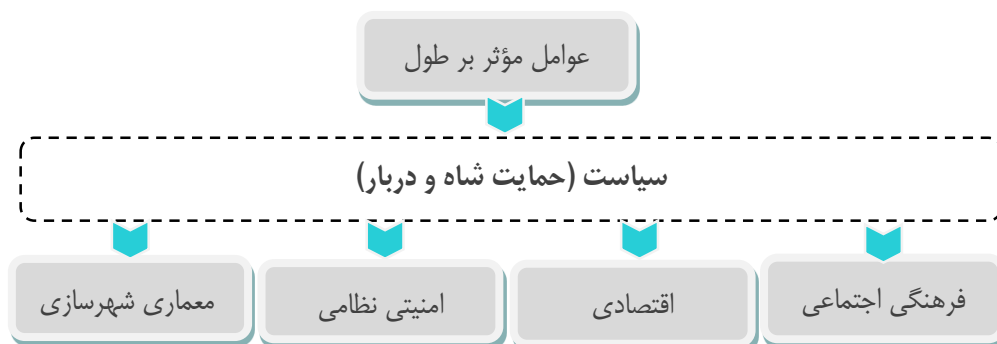 عوامل مؤثر بر طول
سیاست (حمایت شاه و دربار)
فرهنگی اجتماعی
اقتصادی
امنیتی نظامی
معماری شهرسازی